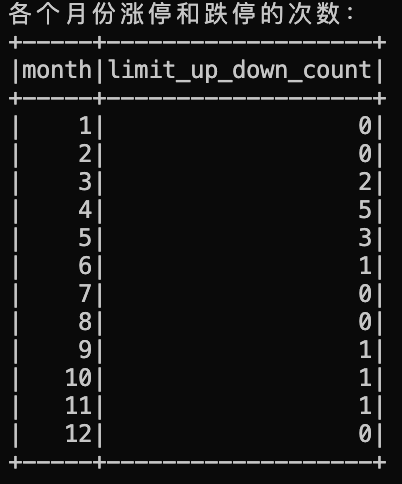 各个月份涨停和跌停的次数:
+-----+-------------------+
|month|limit_up_down_count|
+-----+-------------------+
|    1|                  0|
|    2|                  0|
|    3|                  2|
|    4|                  5|
|    5|                  3|
|    6|                  1|
|    7|                  0|
|    8|                  0|
|    9|                  1|
|   10|                  1|
|   11|                  1|
|   12|                  0|
+-----+-------------------+